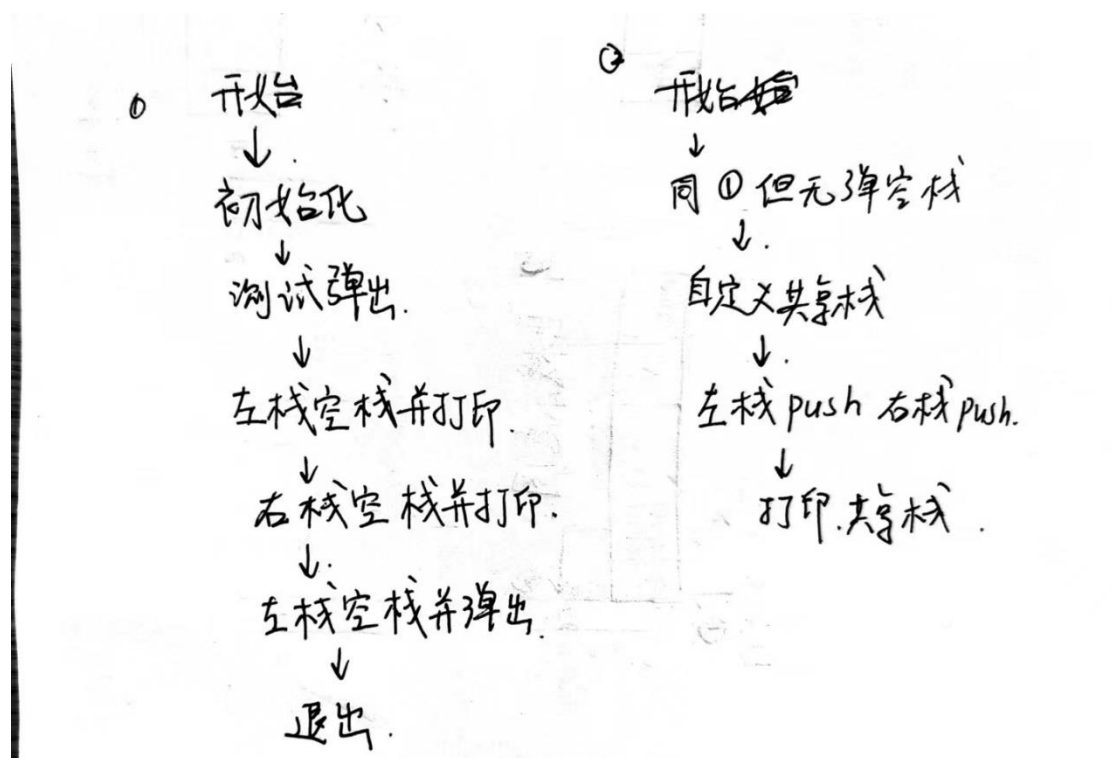 ①
开始
↓
初始化
↓
测试弹出.
↓
左栈空栈并打印.
↓
右栈空栈并打印.
↓
左栈空栈并弹出.
↓
退出.
②
开始
↓
同①但无弹空栈
↓
自定义共享栈
↓
左栈push 右栈push.
↓
打印.共享栈.